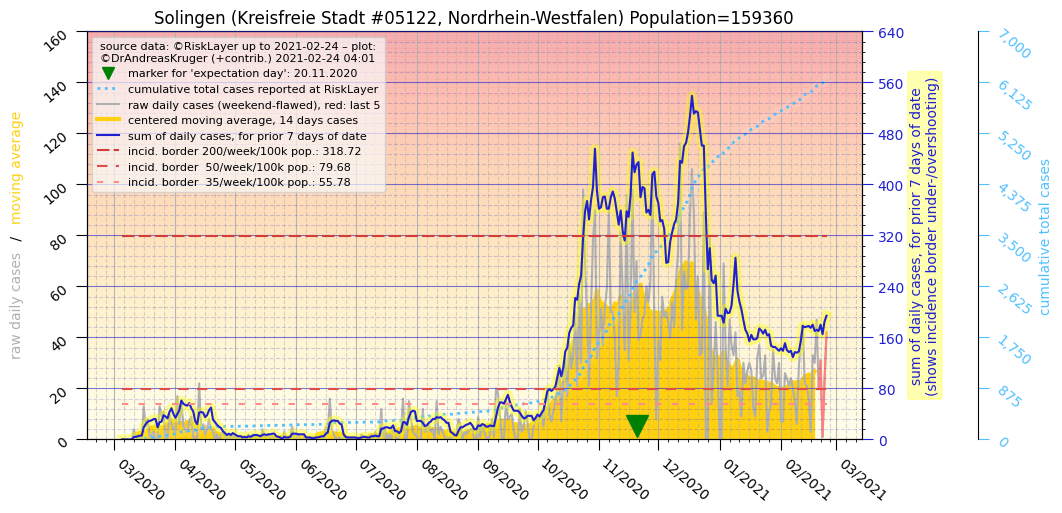 Solingen (Kreisfreie Stadt #05122, Nordrhein-Westfalen) Population=159360
source data: ©RiskLayer up to 2021-02-24 – plot:
©DrAndreasKruger (+contrib.) 2021-02-24 04:01
marker for 'expectation day': 20.11.2020
cumulative total cases reported at RiskLayer
raw daily cases (weekend-flawed), red: last 5
centered moving average, 14 days cases
sum of daily cases, for prior 7 days of date
incid. border 200/week/100k pop.: 318.72
incid. border  50/week/100k pop.: 79.68
incid. border  35/week/100k pop.: 55.78
raw daily cases / moving average
160
140
120
100
80
60
40
20
0
03/2020
04/2020
05/2020
06/2020
07/2020
08/2020
09/2020
10/2020
11/2020
12/2020
01/2021
02/2021
03/2021
640
560
480
400
320
240
160
80
0
sum of daily cases, for prior 7 days of date
(shows incidence border under-/overshooting)
7,000
6,125
5,250
4,375
3,500
2,625
1,750
875
0
cumulative total cases